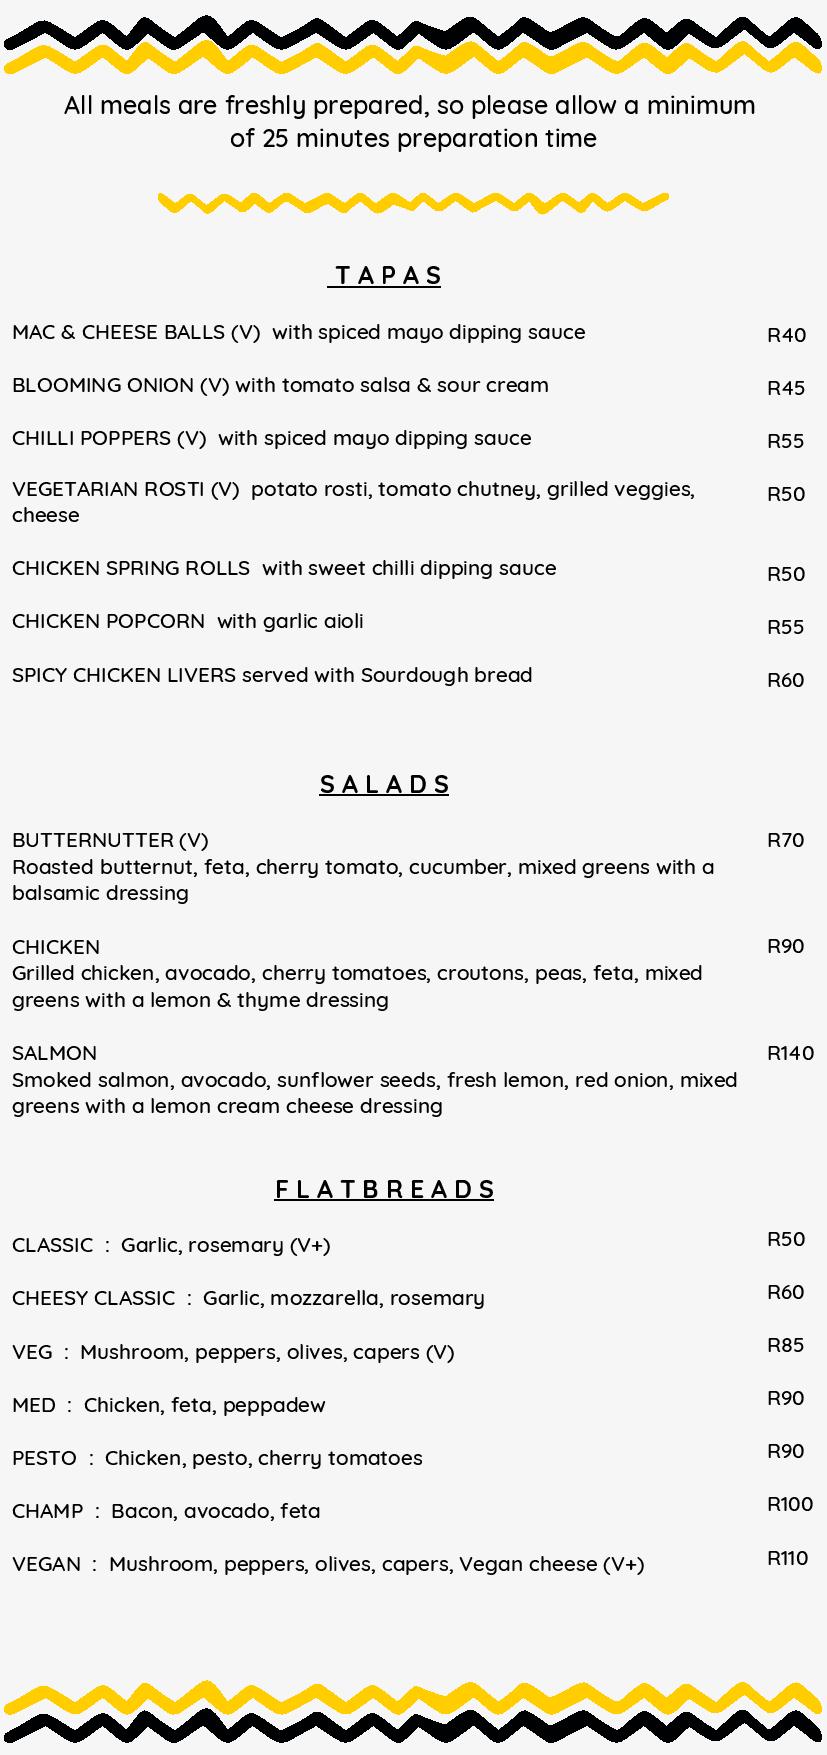 All meals are freshly prepared, so please allow a minimum
of 25 minutes preparation time
TAPAS
MAC & CHEESE BALLS (V) with spiced mayo dipping sauce R40
BLOOMING ONION (V) with tomato salsa & sour cream R45
CHILLI POPPERS (V) with spiced mayo dipping sauce R55
VEGETARIAN ROSTI (V) potato rosti, tomato chutney, grilled veggies, R50
cheese
CHICKEN SPRING ROLLS with sweet chilli dipping sauce R50
CHICKEN POPCORN with garlic aioli R55
SPICY CHICKEN LIVERS served with Sourdough bread R60
SALADS
BUTTERNUTTER (V) R70
Roasted butternut, feta, cherry tomato, cucumber, mixed greens with a
balsamic dressing
CHICKEN R90
Grilled chicken, avocado, cherry tomatoes, croutons, peas, feta, mixed
greens with a lemon & thyme dressing
SALMON R140
Smoked salmon, avocado, sunflower seeds, fresh lemon, red onion, mixed
greens with a lemon cream cheese dressing
FLATBREADS
CLASSIC : Garlic, rosemary (V+) R50
CHEESY CLASSIC : Garlic, mozzarella, rosemary R60
VEG : Mushroom, peppers, olives, capers (V) R85
MED : Chicken, feta, peppadew R90
PESTO : Chicken, pesto, cherry tomatoes R90
CHAMP : Bacon, avocado, feta R100
VEGAN : Mushroom, peppers, olives, capers, Vegan cheese (V+) R110